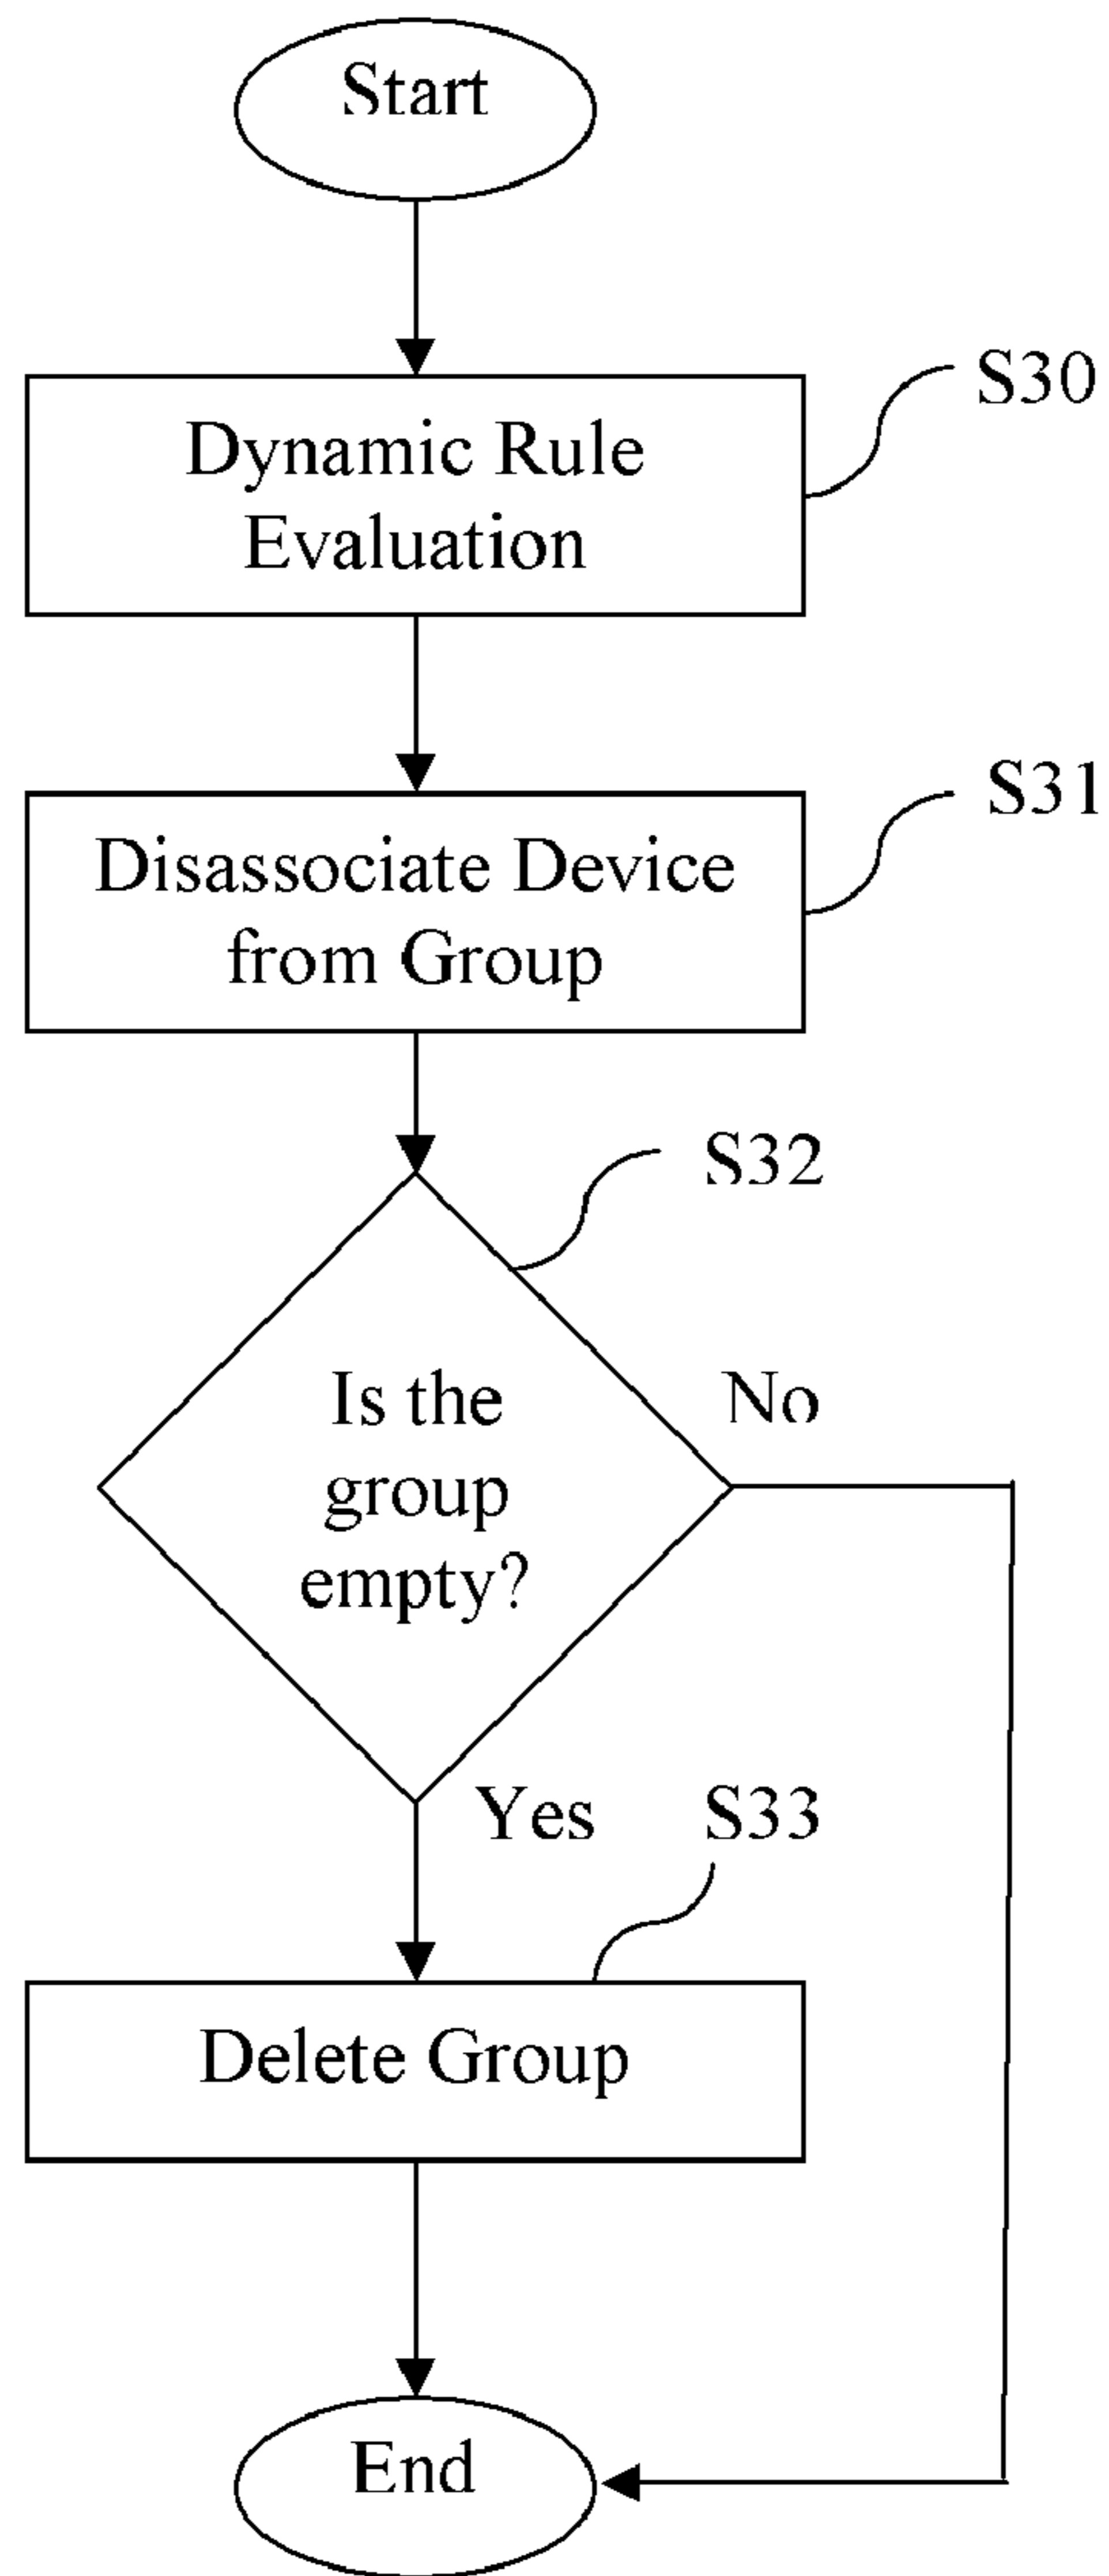 Start
S30
Dynamic Rule
Evaluation
S31
Disassociate Device
from Group
S32
Is the
group
empty?
No
Yes
S33
Delete Group
End